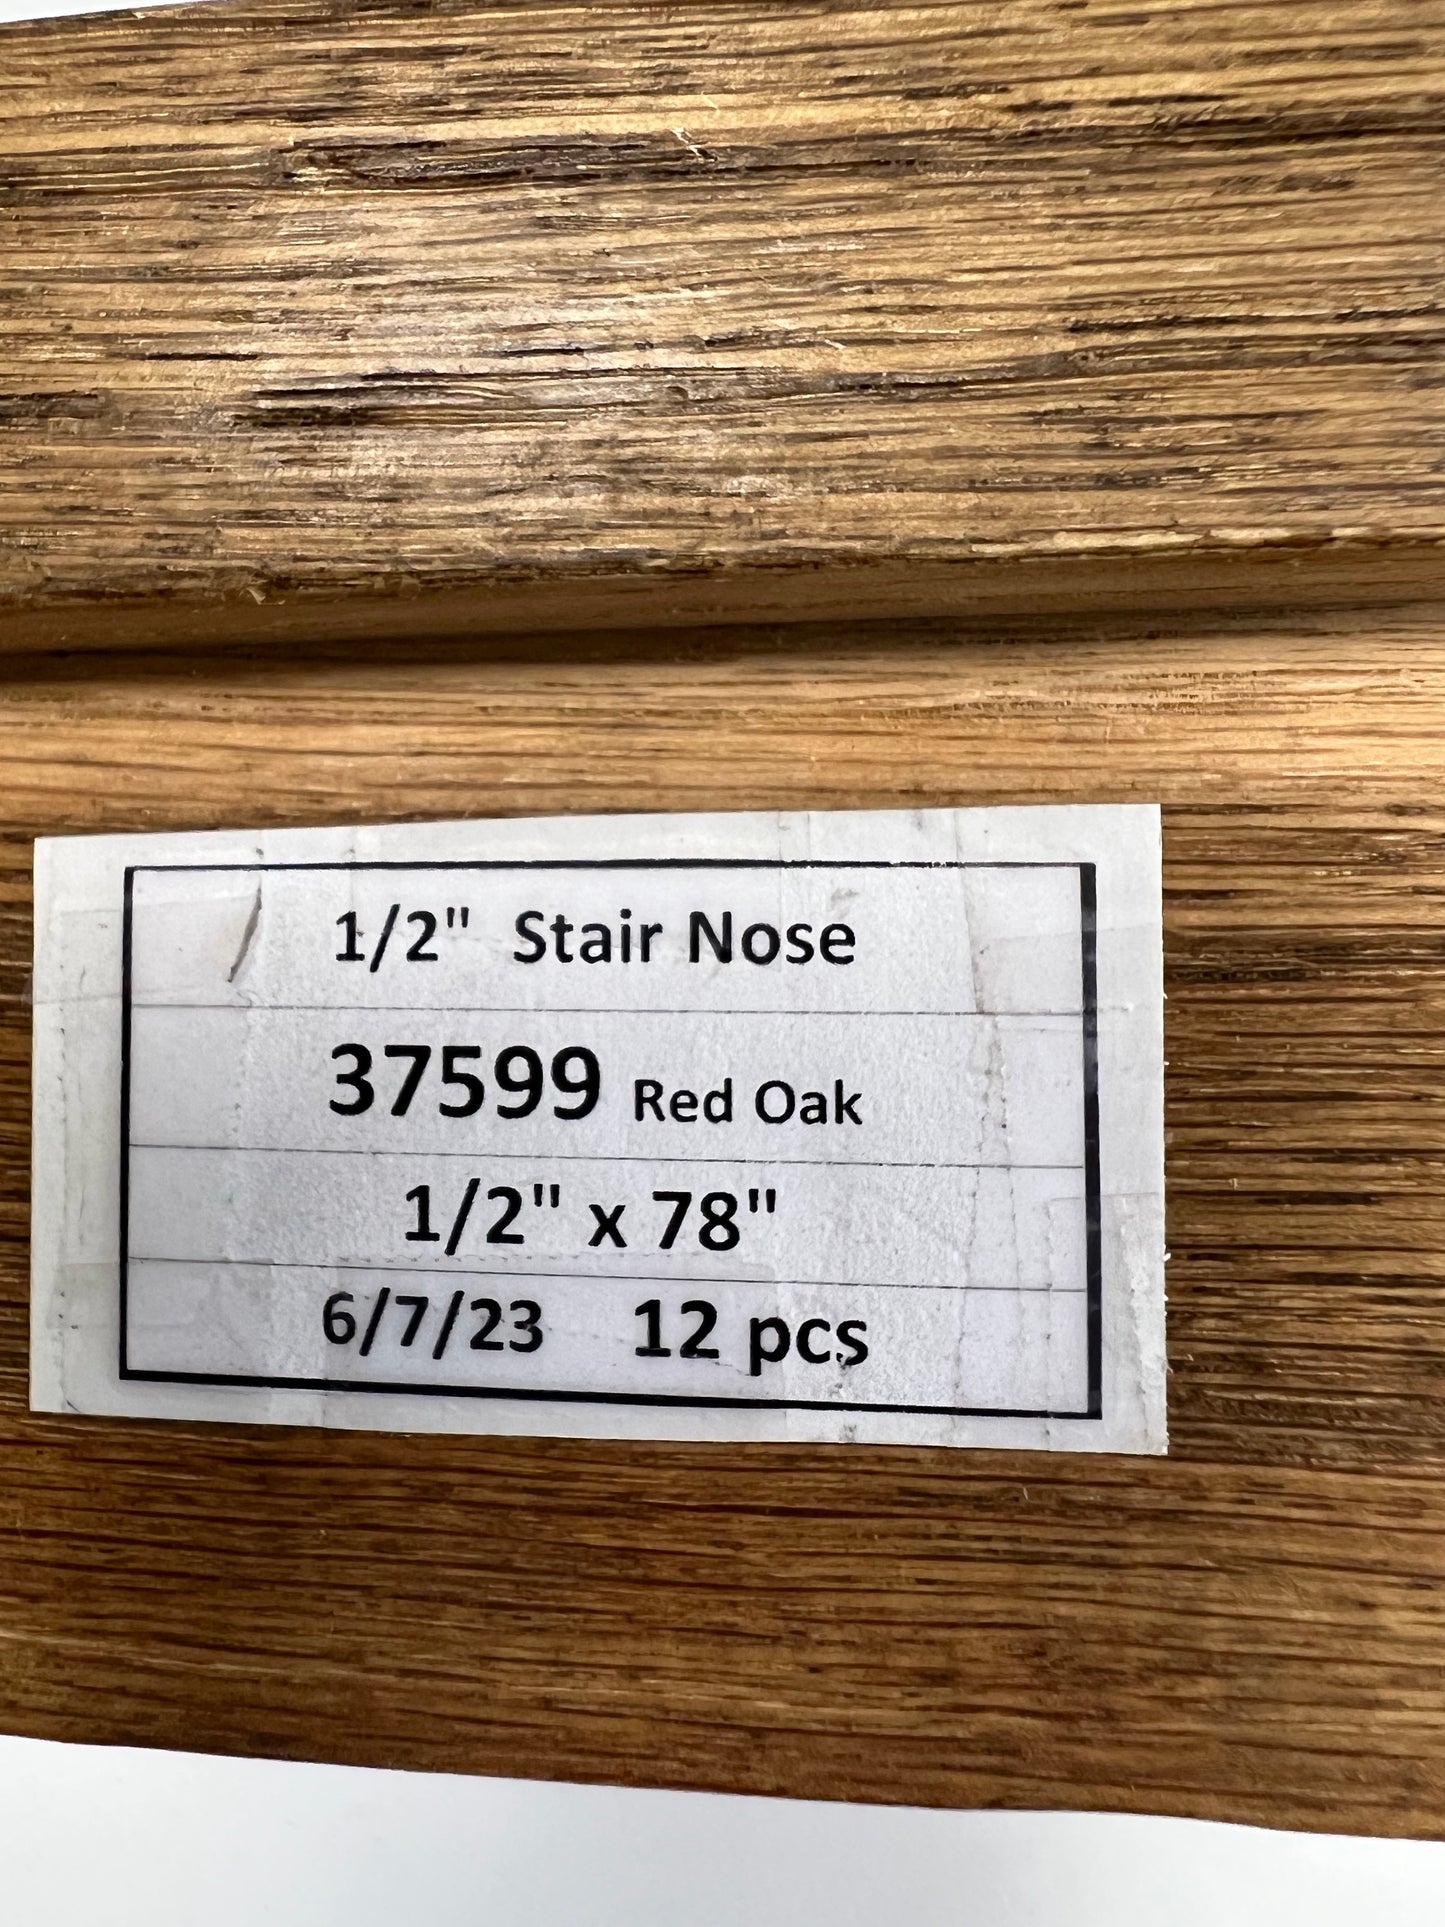 1/2" Stair Nose
37599 Red Oak
1/2" x 78"
6/7/23 12 pcs